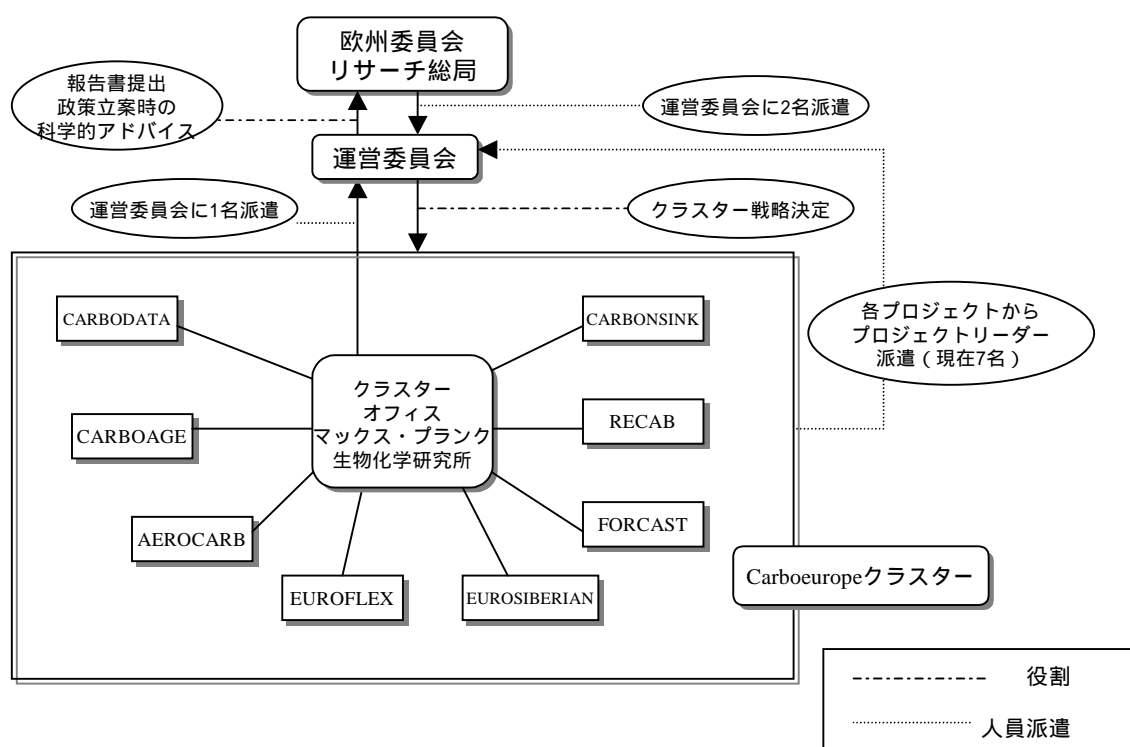 欧州委員会
リサーチ総局
報告書提出
政策立案時の
科学的アドバイス
運営委員会に2名派遣
運営委員会
運営委員会に1名派遣
クラスター戦略決定
各プロジェクトから
プロジェクトリーダー
派遣（現在7名）
CARBODATA
CARBONSINK
クラスター
オフィス
マックス・プランク
生物化学研究所
CARBOAGE
RECAB
AEROCARB
FORCAST
EUROFLEX
EUROSIBERIAN
Carboeuropeクラスター
役割
人員派遣